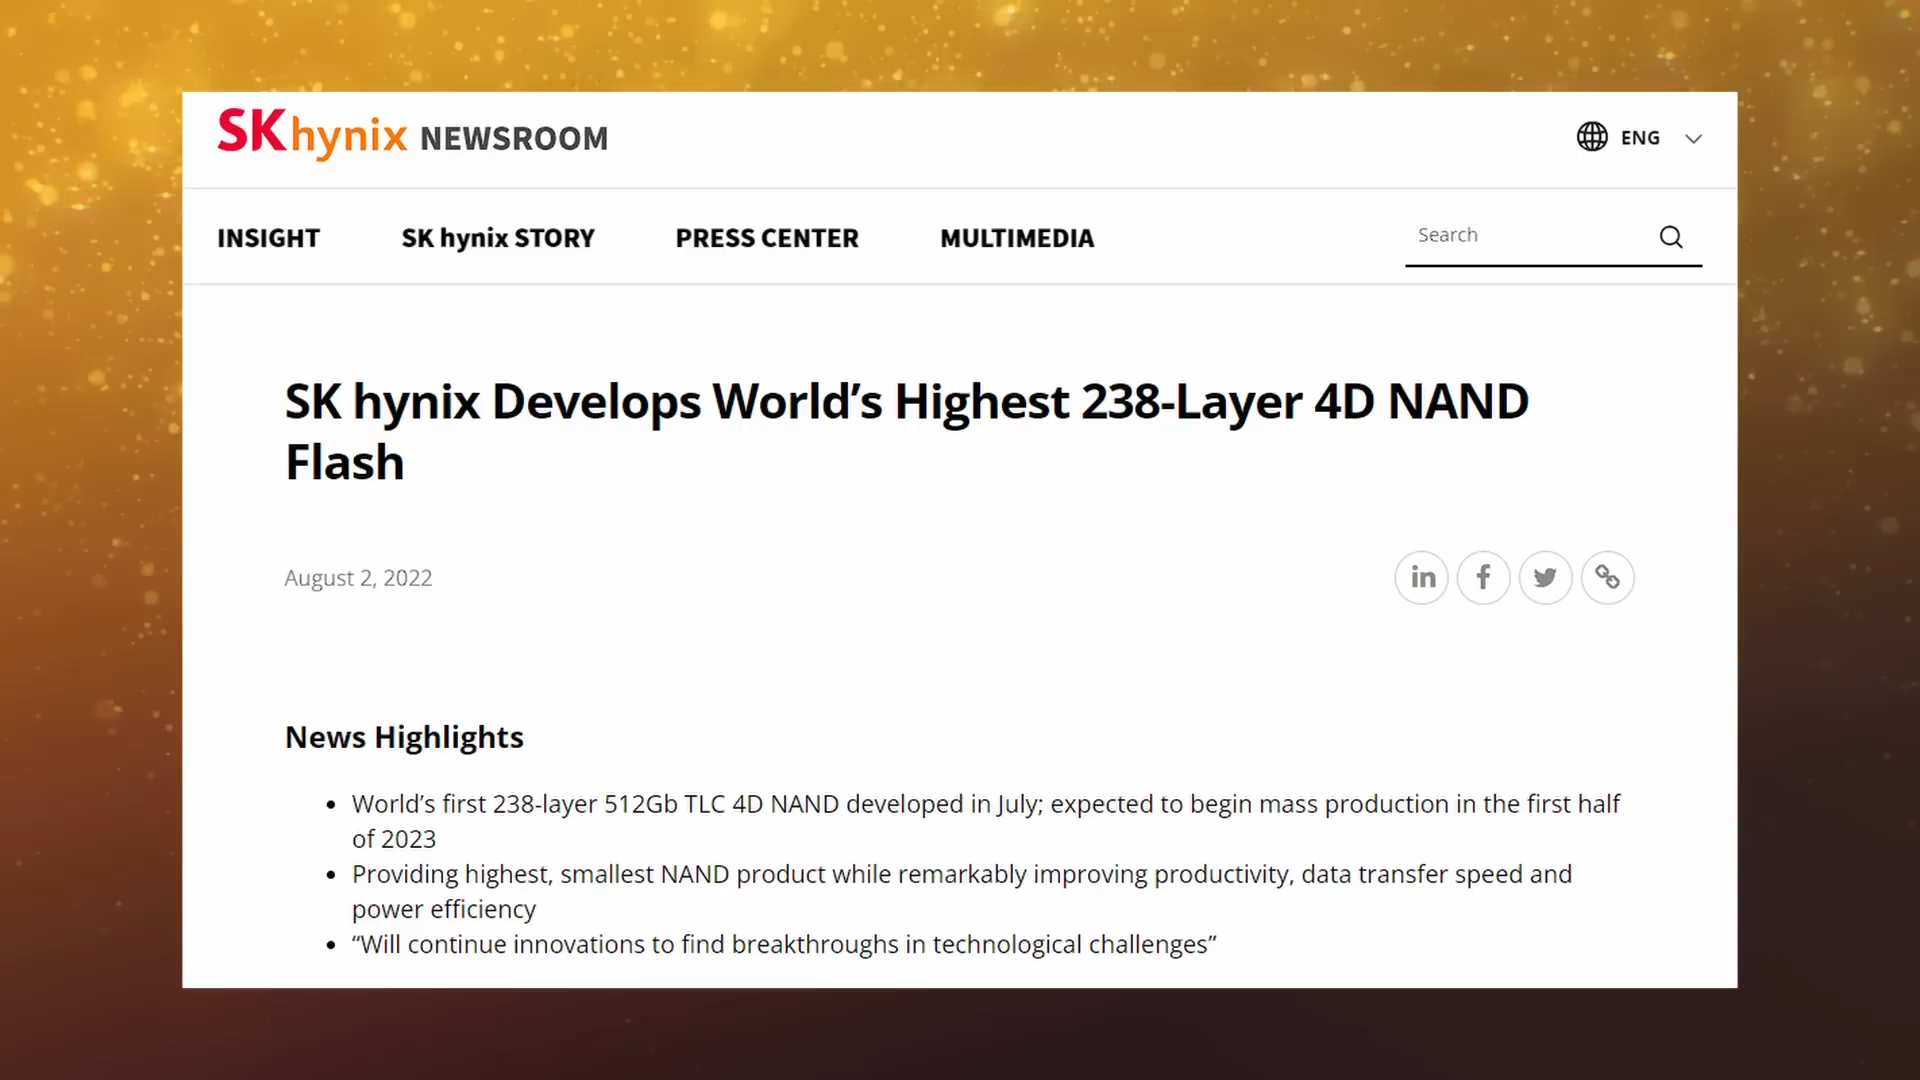 SK hynix NEWSROOM
ENG
INSIGHT SK hynix STORY PRESS CENTER MULTIMEDIA Search
SK hynix Develops World’s Highest 238-Layer 4D NAND
Flash
August 2, 2022
News Highlights
• World’s first 238-layer 512Gb TLC 4D NAND developed in July; expected to begin mass production in the first half
of 2023
• Providing highest, smallest NAND product while remarkably improving productivity, data transfer speed and
power efficiency
• “Will continue innovations to find breakthroughs in technological challenges”